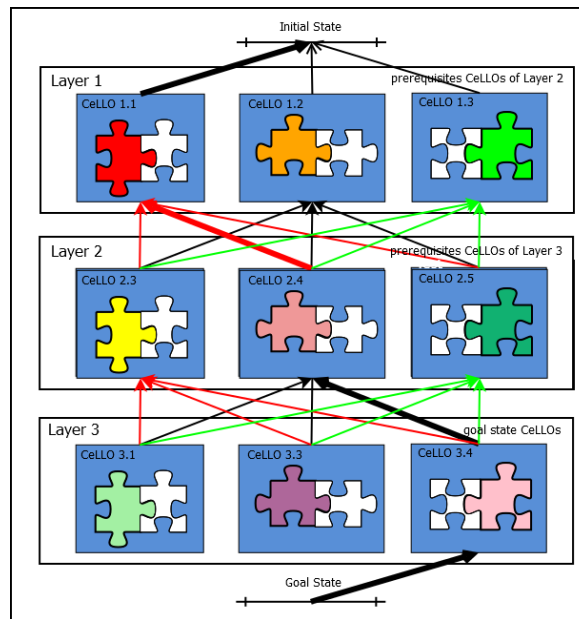 Initial State
Layer 1
prerequisites CeLLOs of Layer 2
CeLLO 1.1
CeLLO 1.2
CeLLO 1.3
Layer 2
prerequisites CeLLOs of Layer 3
CeLLO 2.3
CeLLO 2.4
CeLLO 2.5
Layer 3
goal state CeLLOs
CeLLO 3.1
CeLLO 3.3
CeLLO 3.4
Goal State